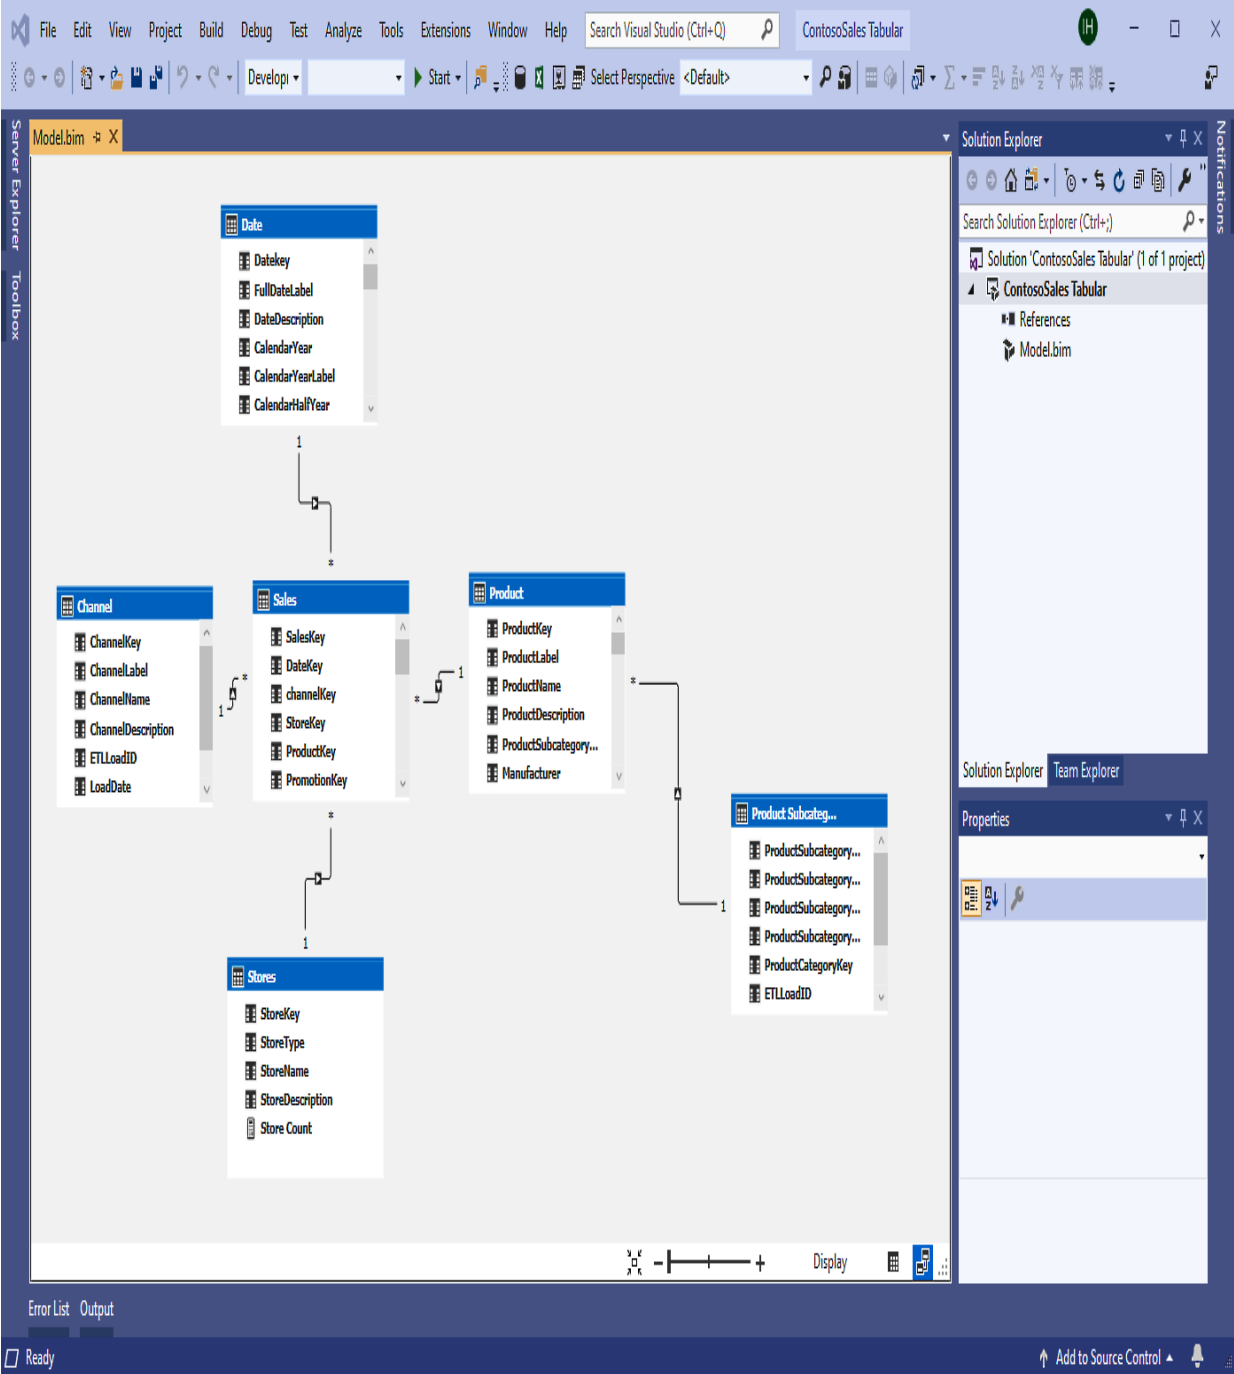 File Edit View Project Build Debug Test Analyze Tools Extensions Window Help Search Visual Studio (Ctrl+Q) ContosoSales Tabular IH
Develop Start Select Perspective <Default>
Server Explorer
Toolbox
Model.bim
Date
Datekey
FullDateLabel
DateDescription
CalendarYear
CalendarYearLabel
CalendarHalfYear
1
*
Channel
ChannelKey
ChannelLabel
ChannelName
ChannelDescription
ETLLoadID
LoadDate
1
*
Sales
SalesKey
DateKey
channelKey
StoreKey
ProductKey
PromotionKey
*
1
Product
ProductKey
ProductLabel
ProductName
ProductDescription
ProductSubcategory...
Manufacturer
*
1
Product Subcateg...
ProductSubcategory...
ProductSubcategory...
ProductSubcategory...
ProductSubcategory...
ProductCategoryKey
ETLLoadID
*
1
Stores
StoreKey
StoreType
StoreName
StoreDescription
Store Count
Display
Solution Explorer
Search Solution Explorer (Ctrl+;)
Solution 'ContosoSales Tabular' (1 of 1 project)
ContosoSales Tabular
References
Model.bim
Solution Explorer Team Explorer
Properties
Notifications
Error List Output
Ready
Add to Source Control